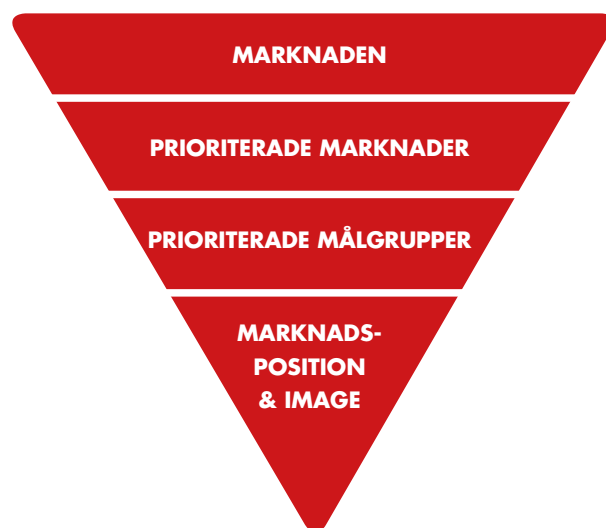 MARKNADEN
PRIORITERADE MARKNADER
PRIORITERADE MÅLGRUPPER
MARKNADS-
POSITION
& IMAGE